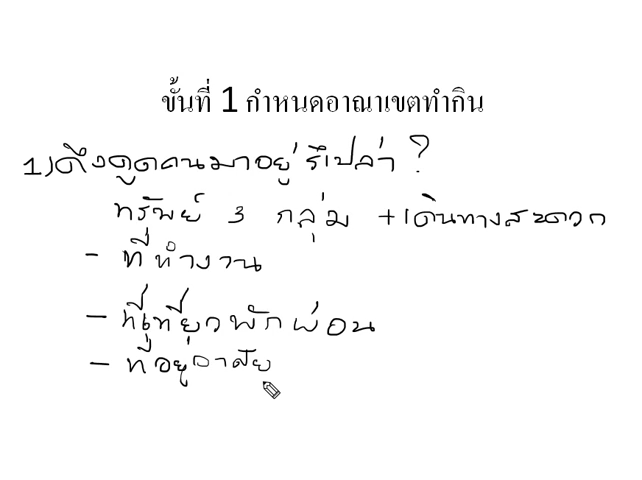 ขั้นที่ 1 กำหนดอาณาเขตทำกิน
1) ดึงดูดคนมาอยู่ รึเปล่า ?
ทรัพย์ 3 กลุ่ม + เดินทางสะดวก
- ที่ทำงาน
- ที่เที่ยวพักผ่อน
- ที่อยู่อาศัย